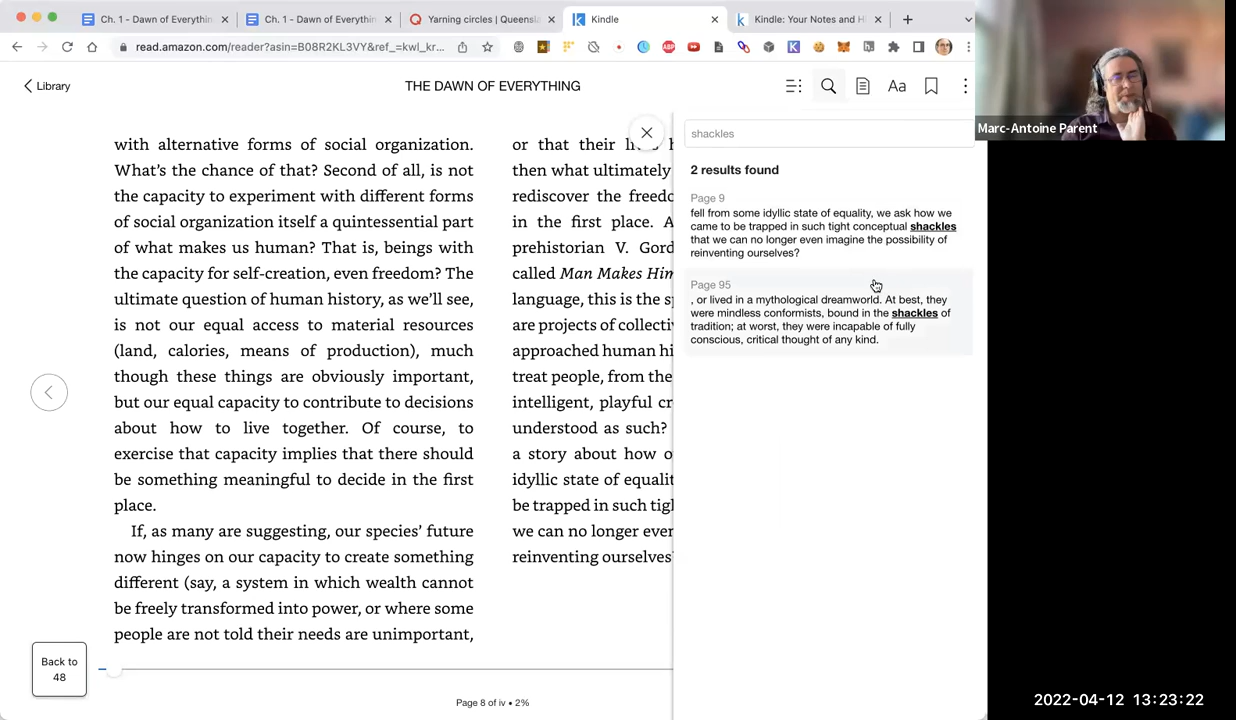 Ch. 1 - Dawn of Everythin
Ch. 1 - Dawn of Everythin
Yarning circles | Queensla
Kindle
Kindle: Your Notes and Hi
read.amazon.com/reader?asin=B08R2KL3VY&ref_=kwl_kr...
Library
THE DAWN OF EVERYTHING
Aa
with alternative forms of social organization.
What's the chance of that? Second of all, is not
the capacity to experiment with different forms
of social organization itself a quintessential part
of what makes us human? That is, beings with
the capacity for self-creation, even freedom? The
ultimate question of human history, as we'll see,
is not our equal access to material resources
(land, calories, means of production), much
though these things are obviously important,
but our equal capacity to contribute to decisions
about how to live together. Of course, to
exercise that capacity implies that there should
be something meaningful to decide in the first
place.
If, as many are suggesting, our species' future
now hinges on our capacity to create something
different (say, a system in which wealth cannot
be freely transformed into power, or where some
people are not told their needs are unimportant,
or that their li
then what ultimately
rediscover the freedo
in the first place. A
prehistorian V. Gord
called Man Makes Him
language, this is the sp
are projects of collecti
approached human hi
treat people, from the
intelligent, playful cr
understood as such?
a story about how o
idyllic state of equalit
be trapped in such tig
we can no longer ever
reinventing ourselves
shackles
2 results found
Page 9
fell from some idyllic state of equality, we ask how we
came to be trapped in such tight conceptual shackles
that we can no longer even imagine the possibility of
reinventing ourselves?
Page 95
, or lived in a mythological dreamworld. At best, they
were mindless conformists, bound in the shackles of
tradition; at worst, they were incapable of fully
conscious, critical thought of any kind.
Back to
48
Page 8 of iv • 2%
Marc-Antoine Parent
2022-04-12 13:23:22